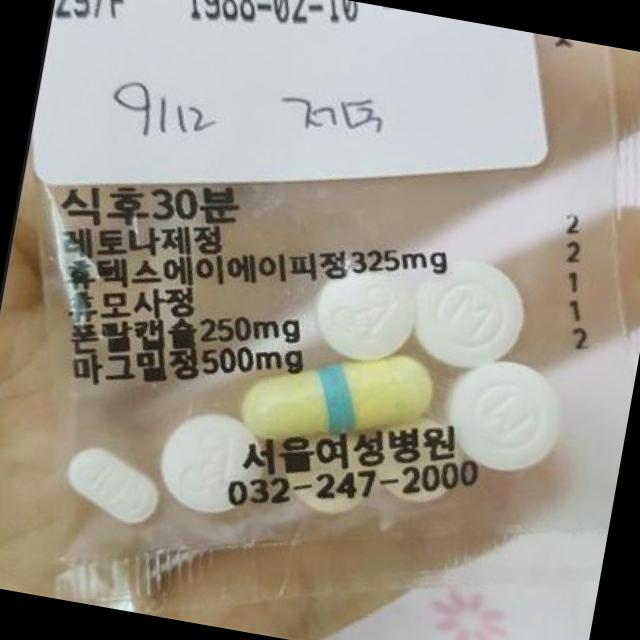 29/F 1988-02-10
9/12 저녁
식후30분
레토나제정 2
휴텍스에이에이피정325mg 2
휴모사정 1
폰탈캡슐250mg 1
마그밀정500mg 2
서울여성병원
032-247-2000